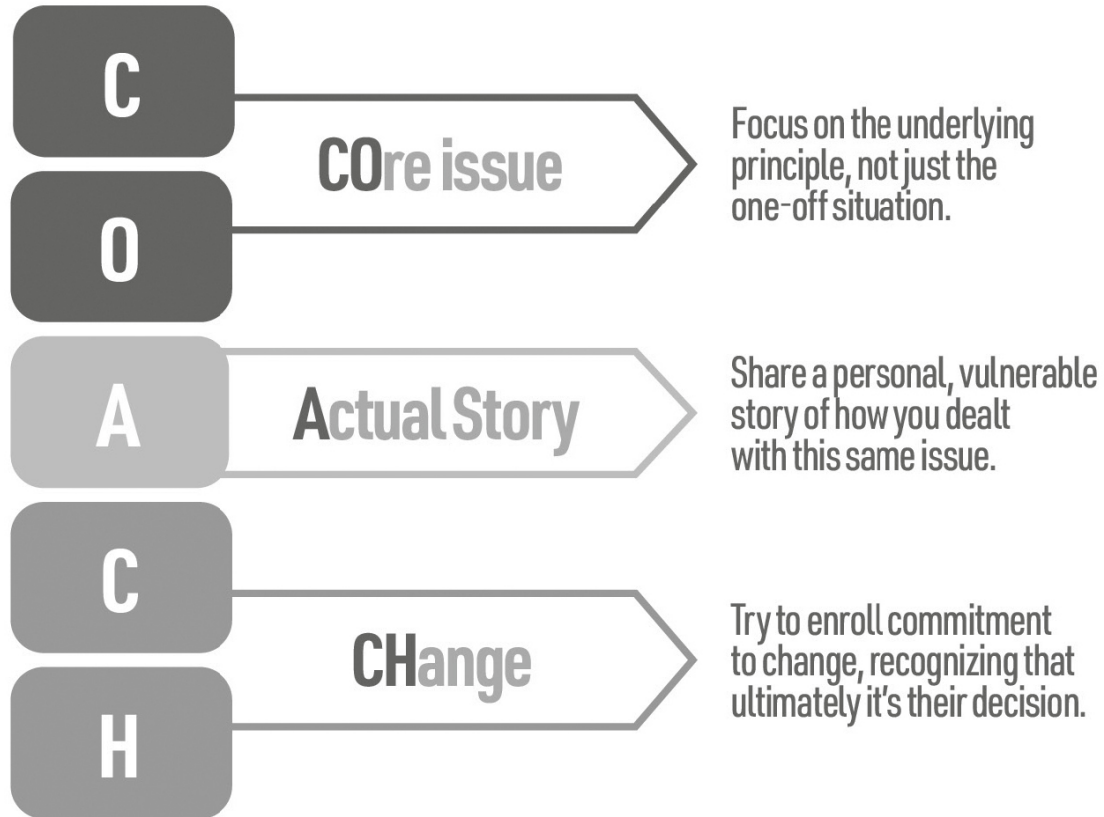 C
O
COre issue
Focus on the underlying
principle, not just the
one-off situation.
A
Actual Story
Share a personal, vulnerable
story of how you dealt
with this same issue.
C
H
CHange
Try to enroll commitment
to change, recognizing that
ultimately it's their decision.